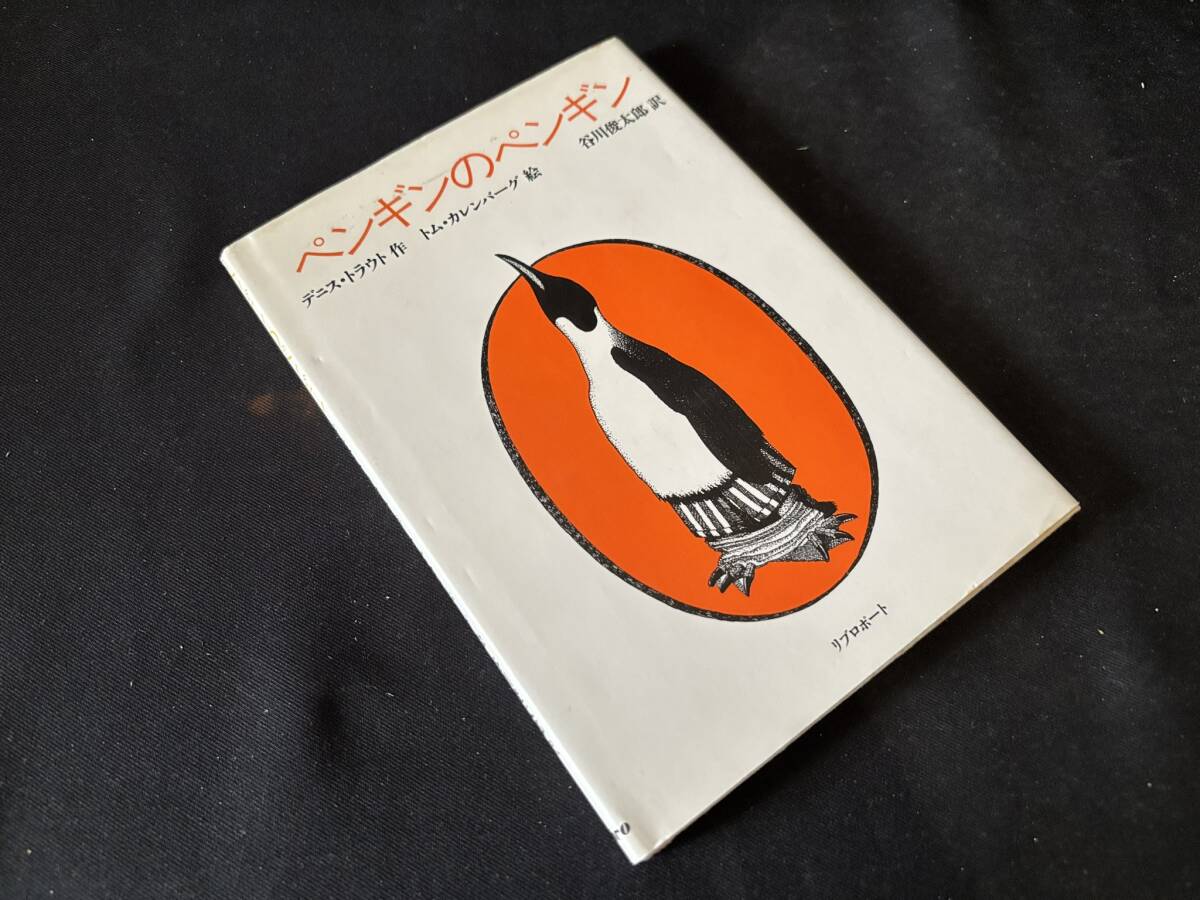 ペンギンのペンギン
デニス・トラウト 作　トム・カレンバーグ 絵　谷川俊太郎 訳
リブロポート